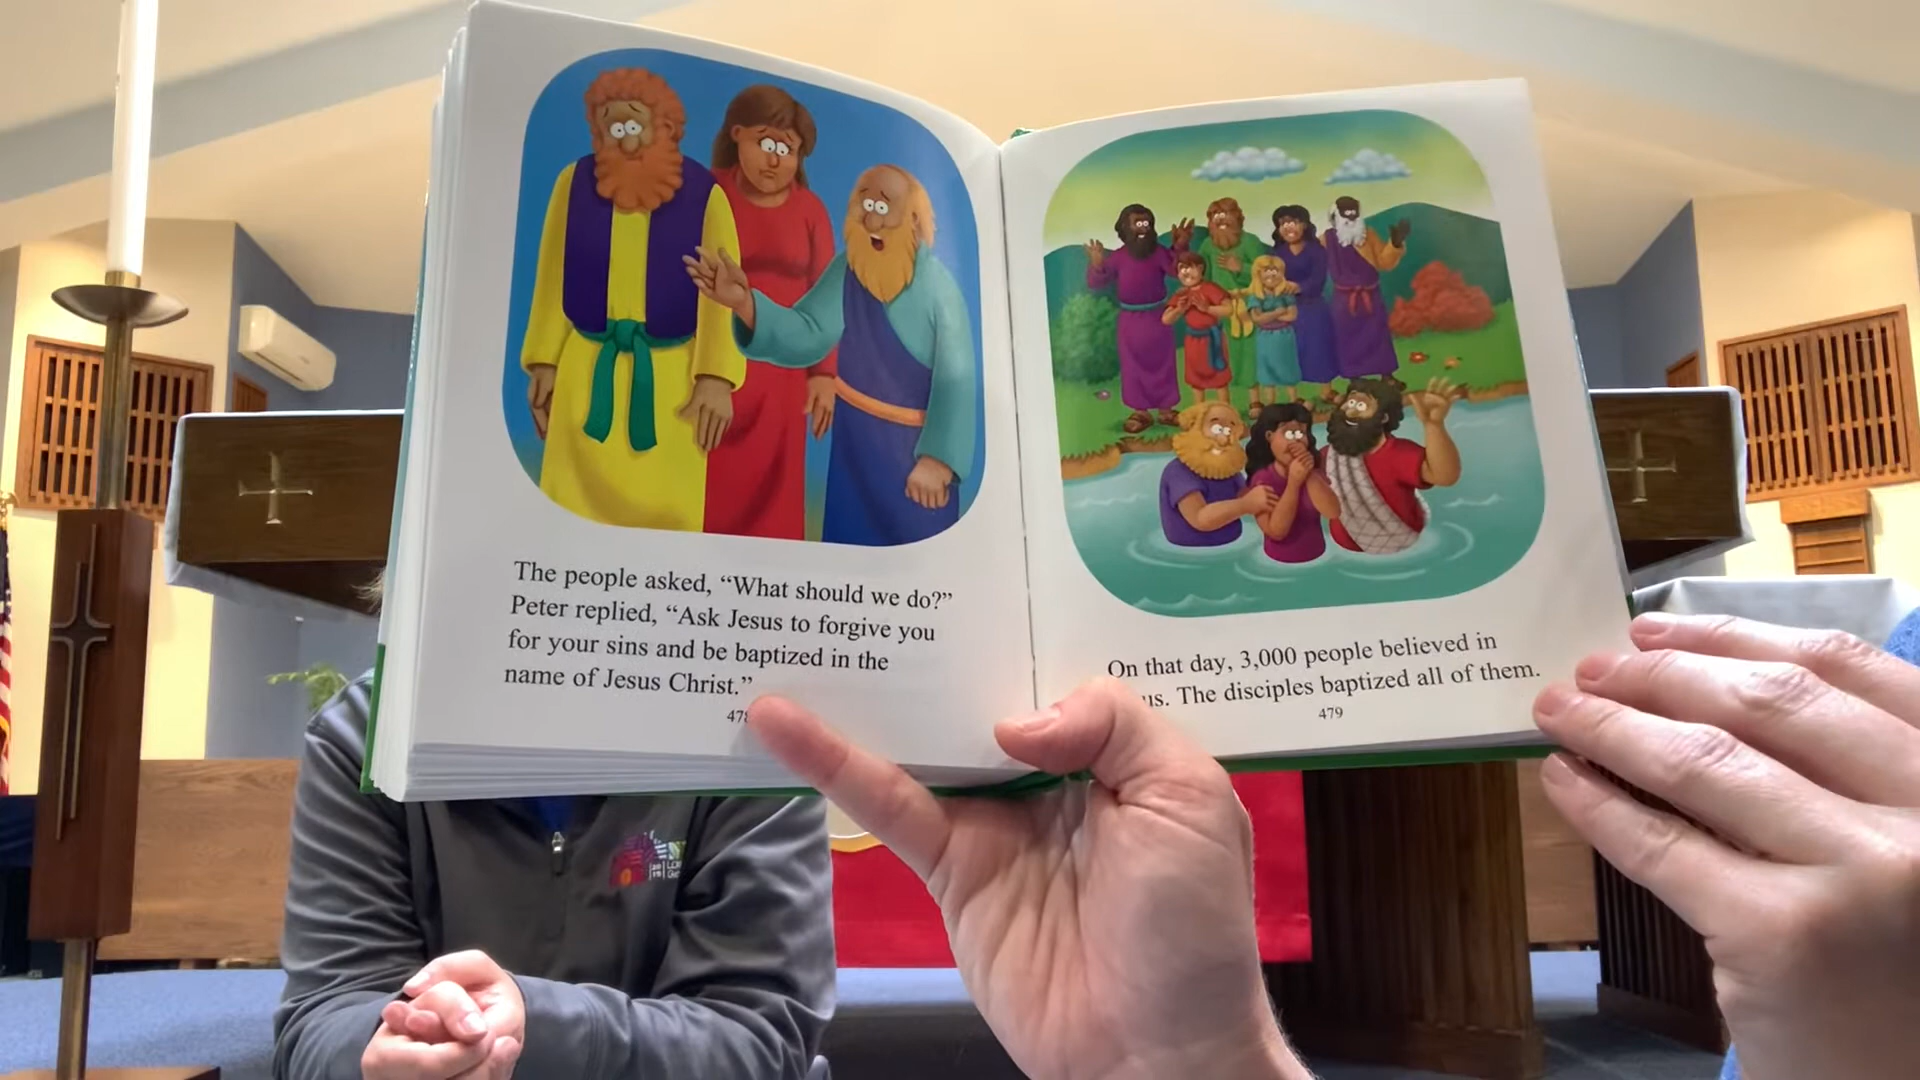 The people asked, “What should we do?”
Peter replied, “Ask Jesus to forgive you
for your sins and be baptized in the
name of Jesus Christ.”
On that day, 3,000 people believed in
us. The disciples baptized all of them.
479